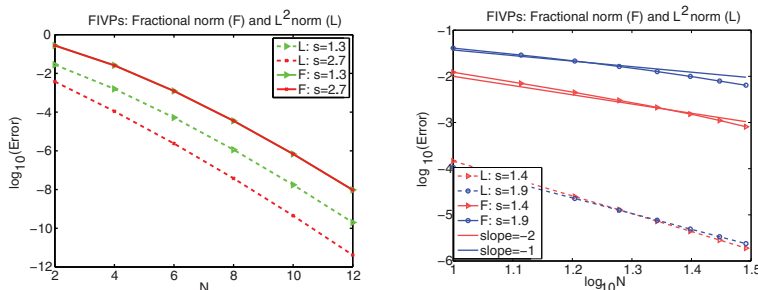 FIVPs: Fractional norm (F) and L² norm (L)
0
−2
−4
−6
−8
−10
−12
log₁₀(Error)
L: s=1.3
L: s=2.7
F: s=1.3
F: s=2.7
2
4
6
8
10
12
N
FIVPs: Fractional norm (F) and L² norm (L)
−1
−2
−3
−4
−5
−6
log₁₀(Error)
L: s=1.4
L: s=1.9
F: s=1.4
F: s=1.9
slope=−2
slope=−1
1
1.1
1.2
1.3
1.4
1.5
log₁₀N